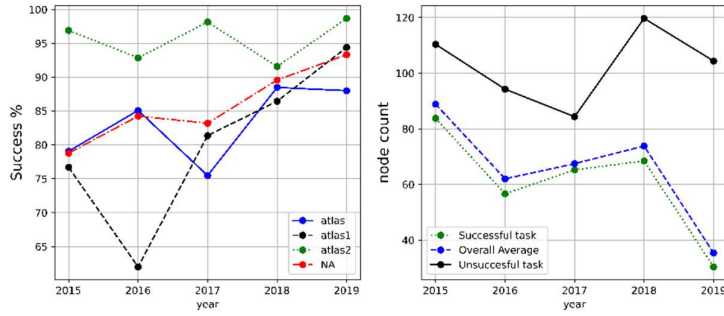 100
95
90
85
80
75
70
65
Success %
atlas
atlas1
atlas2
NA
2015 2016 2017 2018 2019
year
120
100
80
60
40
node count
Successful task
Overall Average
Unsuccesful task
2015 2016 2017 2018 2019
year